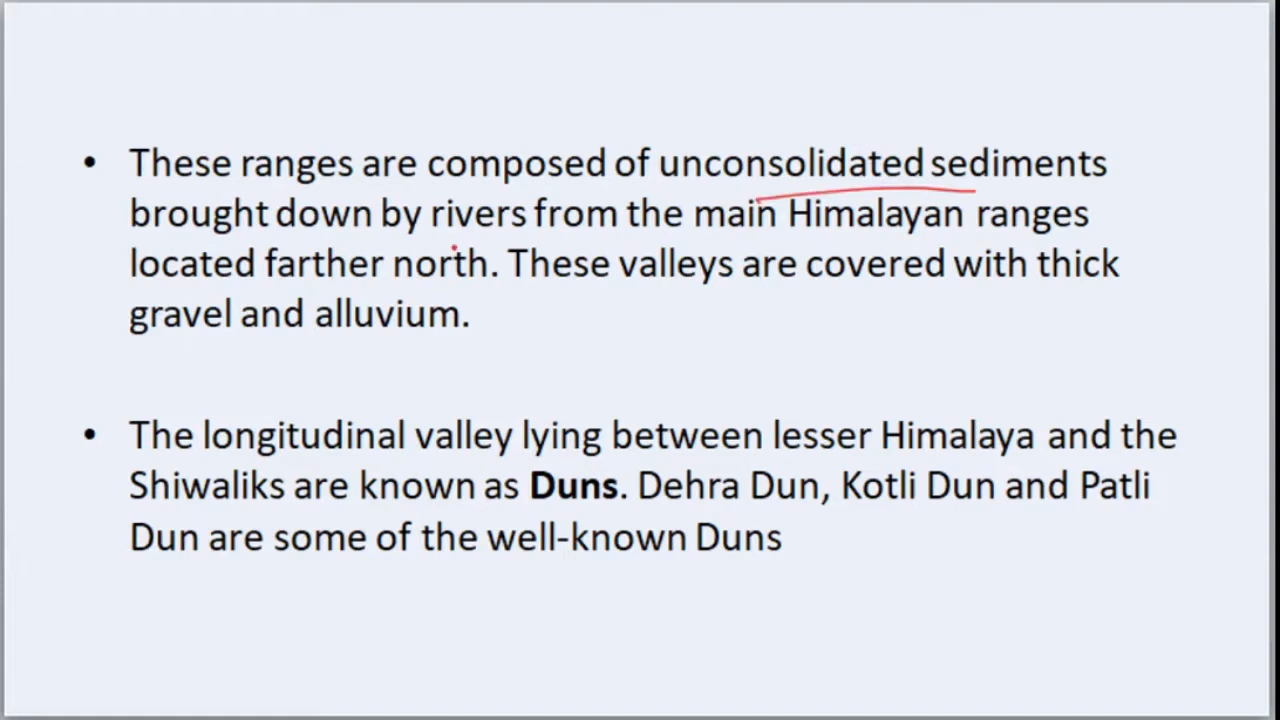 • These ranges are composed of unconsolidated sediments
brought down by rivers from the main Himalayan ranges
located farther north. These valleys are covered with thick
gravel and alluvium.
• The longitudinal valley lying between lesser Himalaya and the
Shiwaliks are known as Duns. Dehra Dun, Kotli Dun and Patli
Dun are some of the well-known Duns